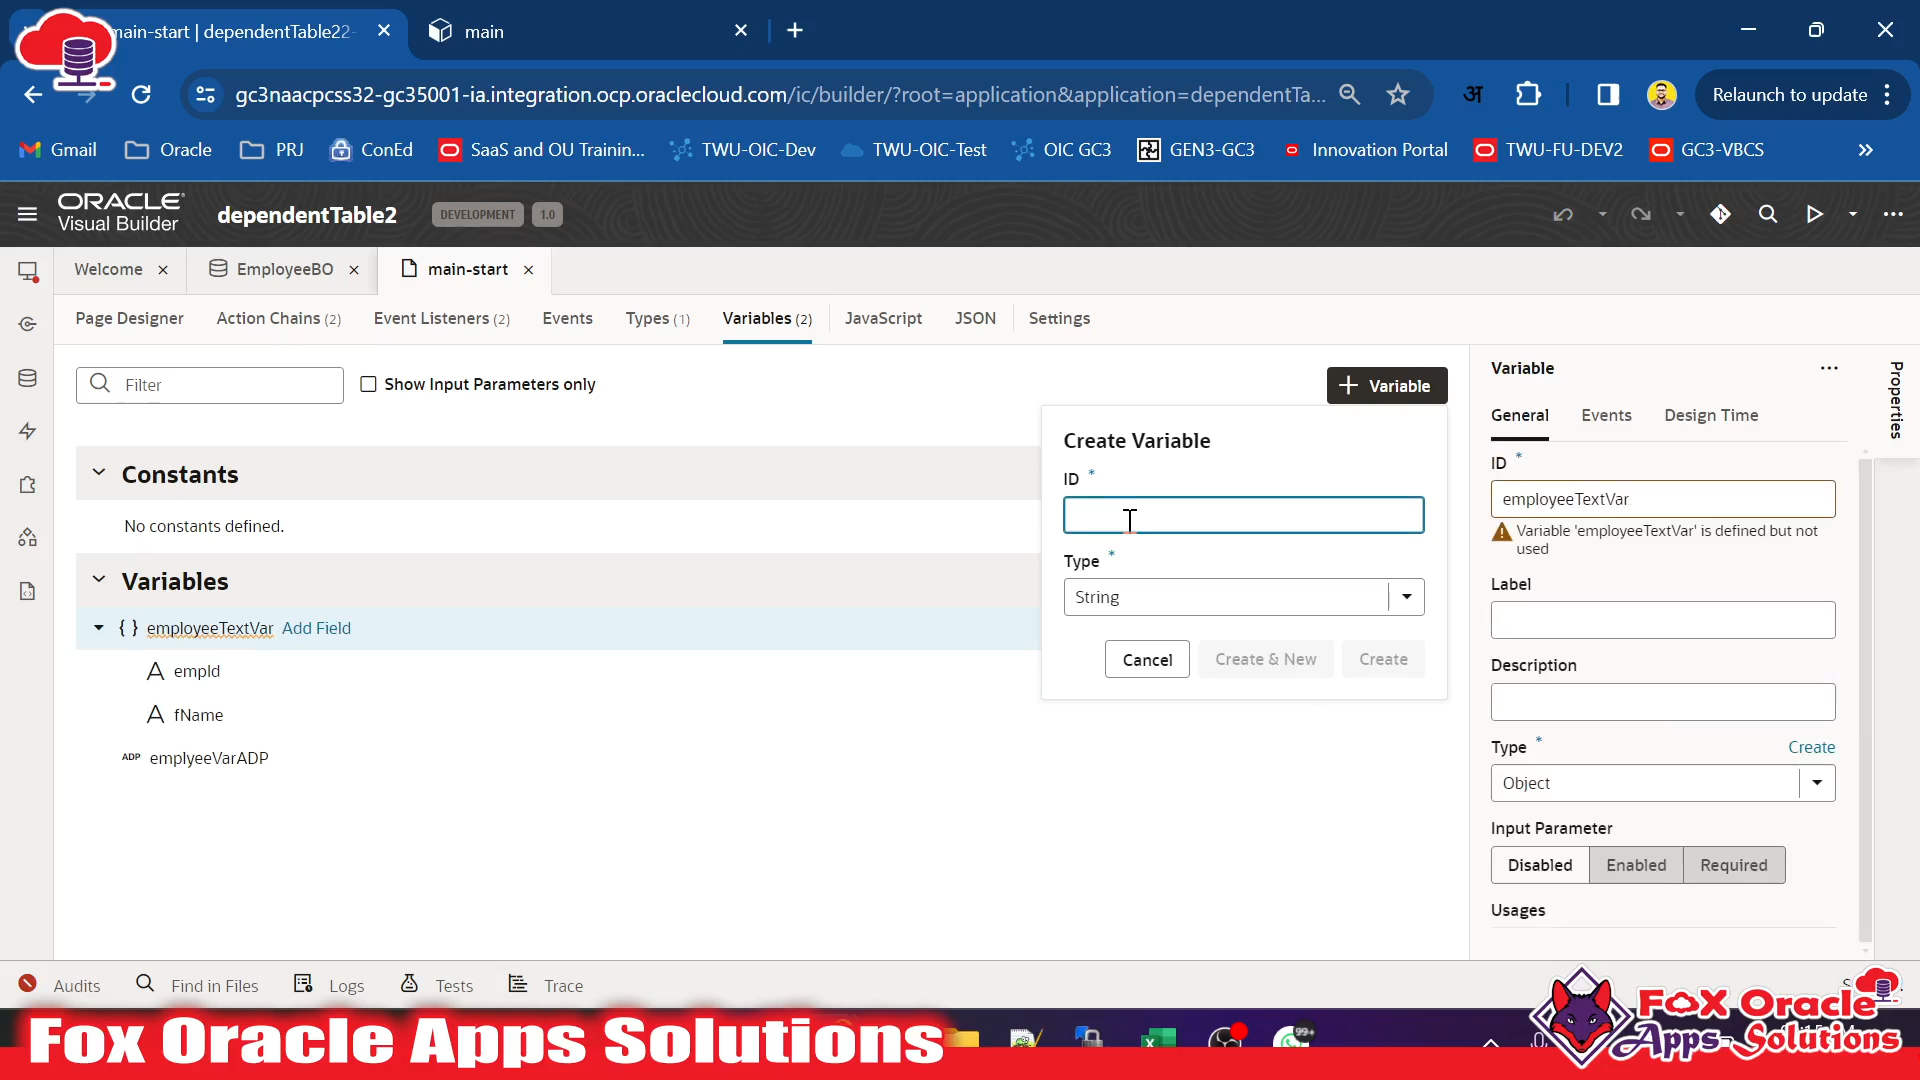 main-start | dependentTable22-
main
gc3naacpcss32-gc35001-ia.integration.ocp.oraclecloud.com/ic/builder/?root=application&application=dependentTa...
अ
Relaunch to update
Gmail
Oracle
PRJ
ConEd
SaaS and OU Trainin...
TWU-OIC-Dev
TWU-OIC-Test
OIC GC3
GEN3-GC3
Innovation Portal
TWU-FU-DEV2
GC3-VBCS
ORACLE
Visual Builder
dependentTable2
DEVELOPMENT
1.0
Welcome
EmployeeBO
main-start
Page Designer
Action Chains (2)
Event Listeners (2)
Events
Types (1)
Variables (2)
JavaScript
JSON
Settings
Filter
Show Input Parameters only
+ Variable
Constants
No constants defined.
Variables
{ } employeeTextVar Add Field
A empId
A fName
ADP emplyeeVarADP
Create Variable
ID *
Type *
String
Cancel
Create & New
Create
Variable
Properties
General
Events
Design Time
ID *
employeeTextVar
Variable 'employeeTextVar' is defined but not
used
Label
Description
Type *
Create
Object
Input Parameter
Disabled
Enabled
Required
Usages
Audits
Find in Files
Logs
Tests
Trace
Fox Oracle Apps Solutions
99+
FoX Oracle
Apps Solutions